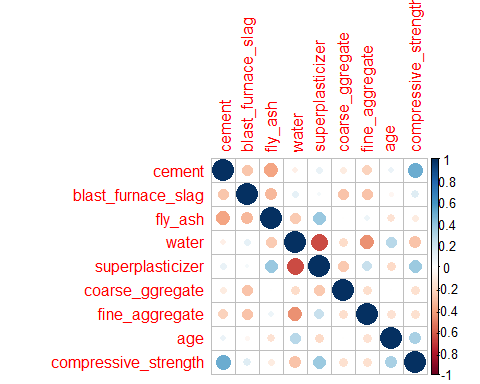 cement
blast_furnace_slag
fly_ash
water
superplasticizer
coarse_ggregate
fine_aggregate
age
compressive_strength
cement
blast_furnace_slag
fly_ash
water
superplasticizer
coarse_ggregate
fine_aggregate
age
compressive_strength
1
0.8
0.6
0.4
0.2
0
-0.2
-0.4
-0.6
-0.8
-1